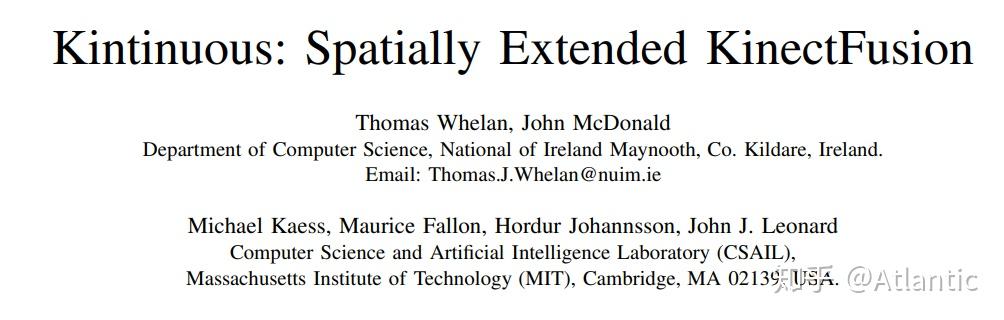 Kintinuous: Spatially Extended KinectFusion
Thomas Whelan, John McDonald
Department of Computer Science, National of Ireland Maynooth, Co. Kildare, Ireland.
Email: Thomas.J.Whelan@nuim.ie
Michael Kaess, Maurice Fallon, Hordur Johannsson, John J. Leonard
Computer Science and Artificial Intelligence Laboratory (CSAIL),
Massachusetts Institute of Technology (MIT), Cambridge, MA 02139, USA.
知乎 @Atlantic